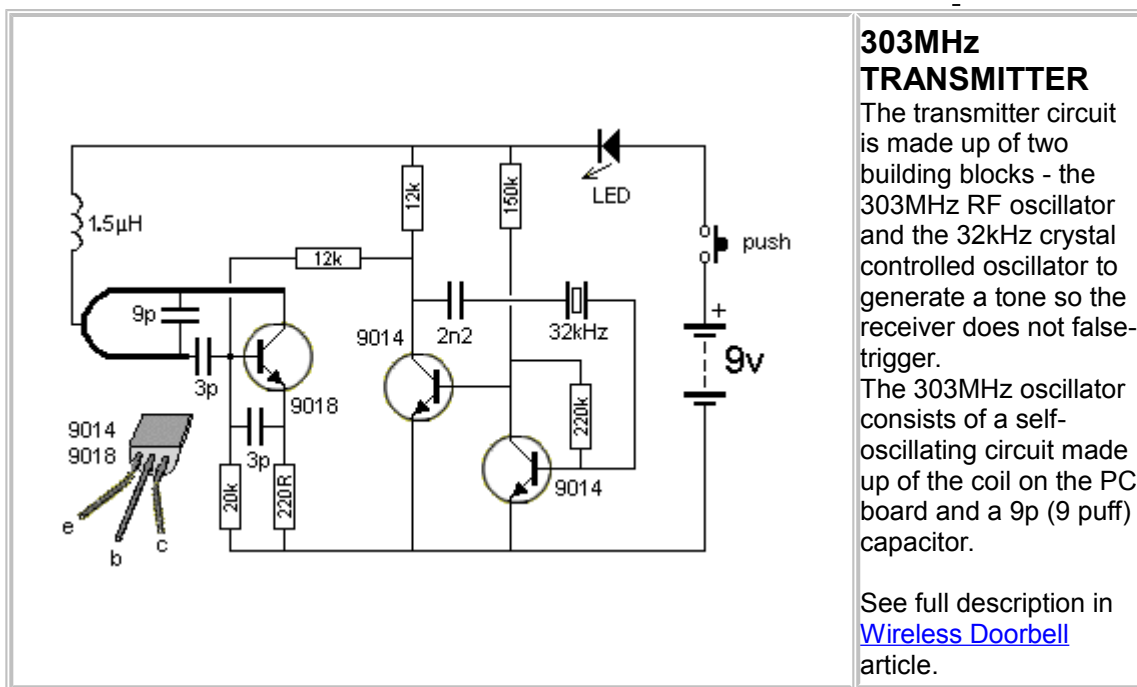 1.5µH
12k
150k
LED
push
12k
9p
9014
2n2
32kHz
+
9v
3p
9018
220k
9014
9018
3p
9014
20k
220R
e
b
c
303MHz
TRANSMITTER
The transmitter circuit
is made up of two
building blocks - the
303MHz RF oscillator
and the 32kHz crystal
controlled oscillator to
generate a tone so the
receiver does not false-
trigger.
The 303MHz oscillator
consists of a self-
oscillating circuit made
up of the coil on the PC
board and a 9p (9 puff)
capacitor.
See full description in
Wireless Doorbell
article.